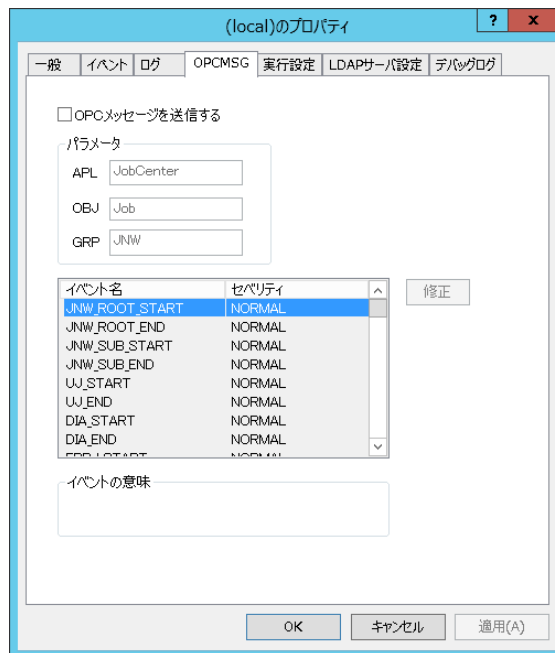 (local)のプロパティ
? x
一般 イベント ログ OPCMSG 実行設定 LDAPサーバ設定 デバッグログ
OPCメッセージを送信する
パラメータ
APL JobCenter
OBJ Job
GRP JNW
イベント名 セベリティ
JNW_ROOT_START NORMAL
JNW_ROOT_END NORMAL
JNW_SUB_START NORMAL
JNW_SUB_END NORMAL
UJ_START NORMAL
UJ_END NORMAL
DIA_START NORMAL
DIA_END NORMAL
修正
イベントの意味
OK キャンセル 適用(A)